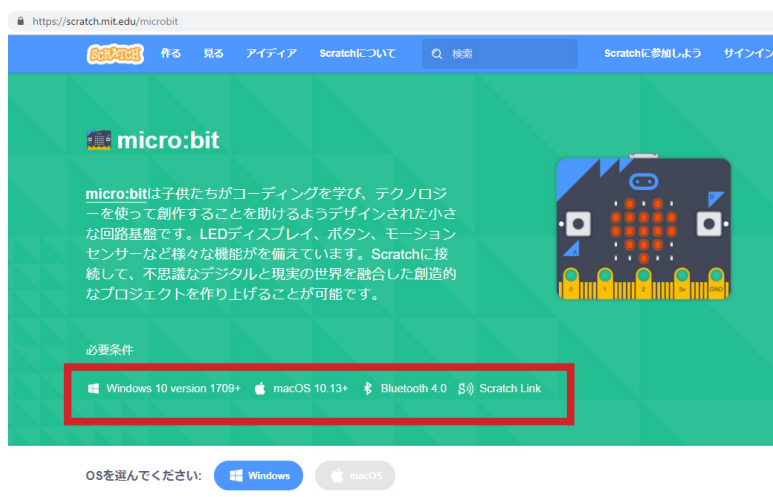 https://scratch.mit.edu/microbit
SCRATCH 作る 見る アイディア Scratchについて 検索 Scratchに参加しよう サインイン
micro:bit
micro:bitは子供たちがコーディングを学び、テクノロジ
ーを使って創作することを助けるようデザインされた小さ
な回路基盤です。LEDディスプレイ、ボタン、モーション
センサーなど様々な機能がを備えています。Scratchに接
続して、不思議なデジタルと現実の世界を融合した創造的
なプロジェクトを作り上げることが可能です。
0 1 2 3v GND
必要条件
Windows 10 version 1709+ macOS 10.13+ Bluetooth 4.0 Scratch Link
OSを選んでください: Windows macOS